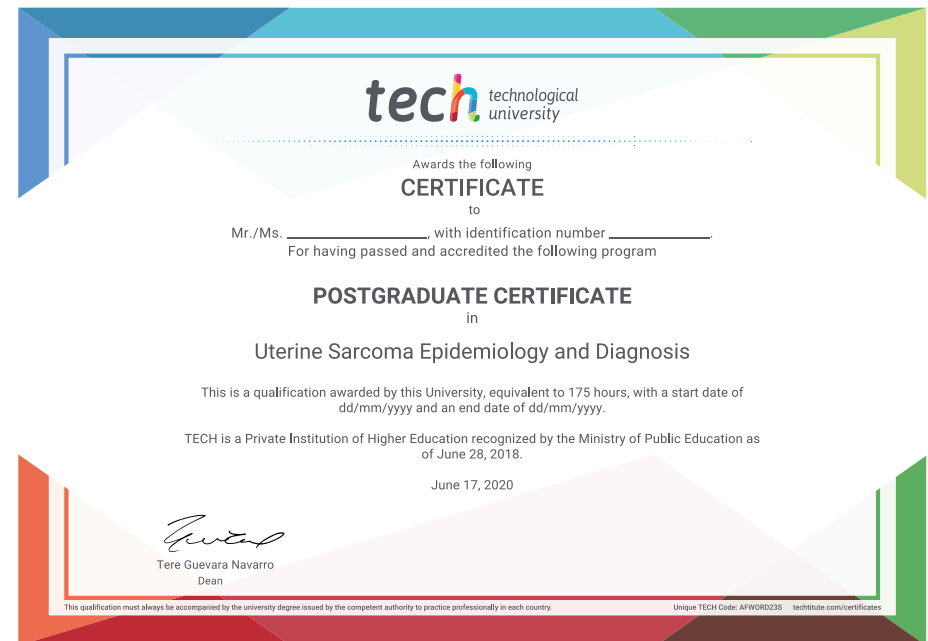 tech technological
university
Awards the following
CERTIFICATE
to
Mr./Ms. ____________, with identification number ____________.
For having passed and accredited the following program
POSTGRADUATE CERTIFICATE
in
Uterine Sarcoma Epidemiology and Diagnosis
This is a qualification awarded by this University, equivalent to 175 hours, with a start date of
dd/mm/yyyy and an end date of dd/mm/yyyy.
TECH is a Private Institution of Higher Education recognized by the Ministry of Public Education as
of June 28, 2018.
June 17, 2020
Tere Guevara Navarro
Dean
This qualification must always be accompanied by the university degree issued by the competent authority to practice professionally in each country. Unique TECH Code: AFWORD23S techtitute.com/certificates